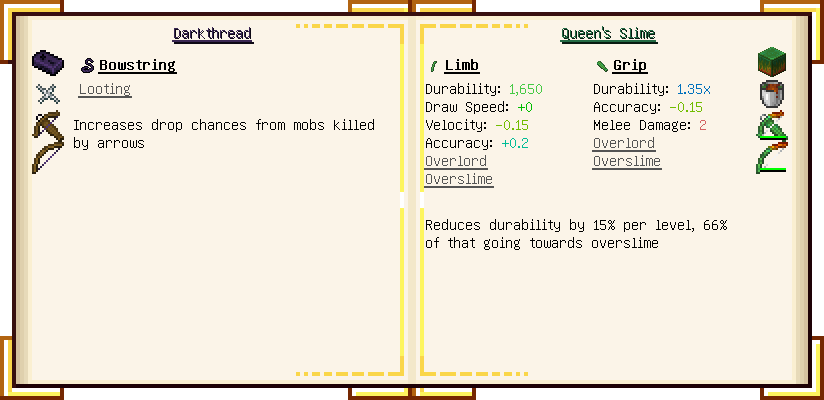 Darkthread
Bowstring
Looting
Increases drop chances from mobs killed
by arrows
Queen's Slime
Limb
Durability: 1,650
Draw Speed: +0
Velocity: -0.15
Accuracy: +0.2
Overlord
Overslime
Grip
Durability: 1.35x
Accuracy: -0.15
Melee Damage: 2
Overlord
Overslime
Reduces durability by 15% per level, 66%
of that going towards overslime